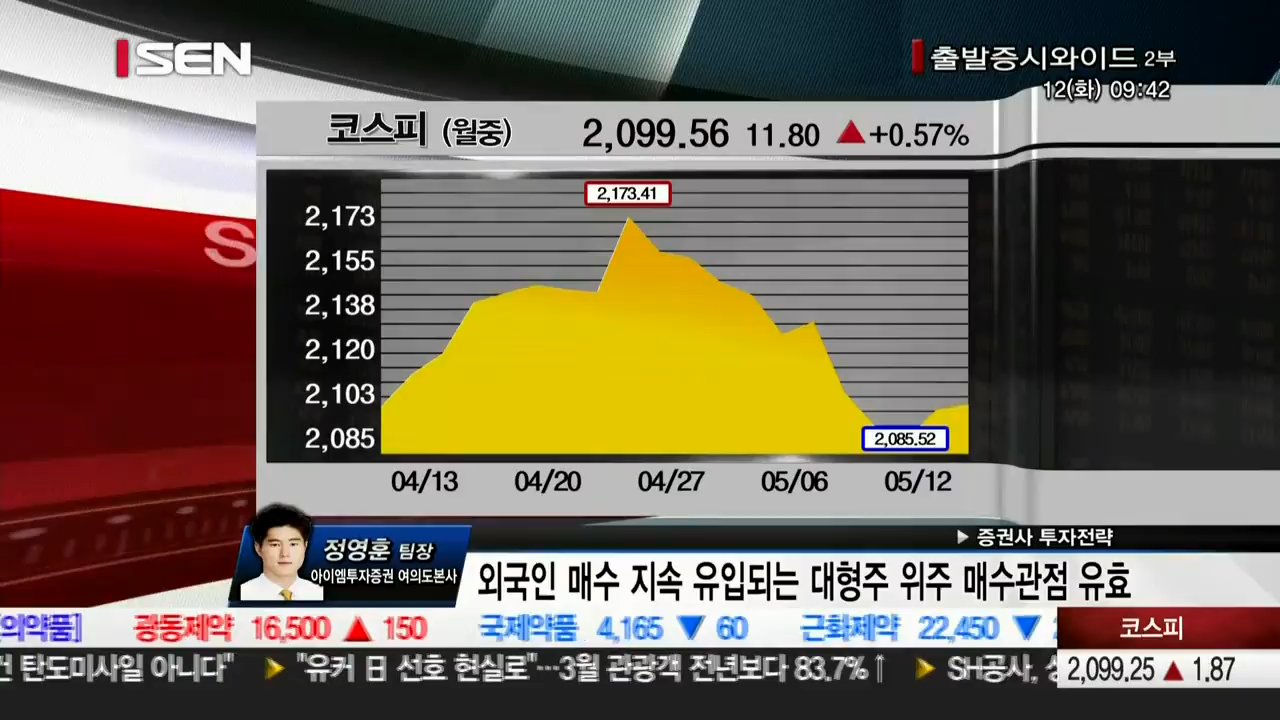 SEN
출발증시와이드 2부
12(화) 09:42
코스피 (월중) 2,099.56 11.80 ▲+0.57%
2,173.41
2,173
2,155
2,138
2,120
2,103
2,085
2,085.52
04/13 04/20 04/27 05/06 05/12
S
▶ 증권사 투자전략
정영훈 팀장
아이엠투자증권 여의도본사
외국인 매수 지속 유입되는 대형주 위주 매수관점 유효
[의약품] 광동제약 16,500 ▲ 150 국제약품 4,165 ▼ 60 근화제약 22,450 ▼
코스피
탄도미사일 아니다" ▶ "유커 日 선호 현실로"…3월 관광객 전년보다 83.7%↑ ▶ SH공사,
2,099.25 ▲ 1.87